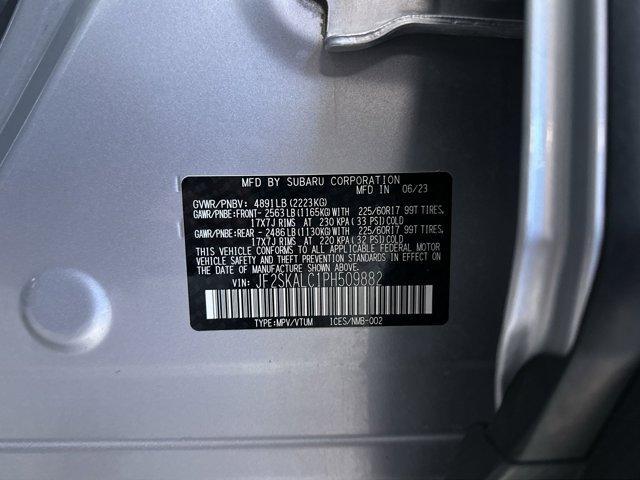 MFD BY SUBARU CORPORATION
MFD IN 06/23
GVWR/PNBV: 4891LB (2223KG)
GAWR/PNBE:FRONT- 2563LB(1165KG)WITH 225/60R17 99T TIRES,
17X7J RIMS AT 230 KPA(33 PSI)COLD
GAWR/PNBE:REAR - 2486LB(1130KG)WITH 225/60R17 99T TIRES,
17X7J RIMS AT 220 KPA(32 PSI)COLD
THIS VEHICLE CONFORMS TO ALL APPLICABLE FEDERAL MOTOR
VEHICLE SAFETY AND THEFT PREVENTION STANDARDS IN EFFECT
ON THE DATE OF MANUFACTURE SHOWN ABOVE.
VIN: JF2SKALC1PH509882
TYPE:MPV/VTUM 1CES/NMB-002